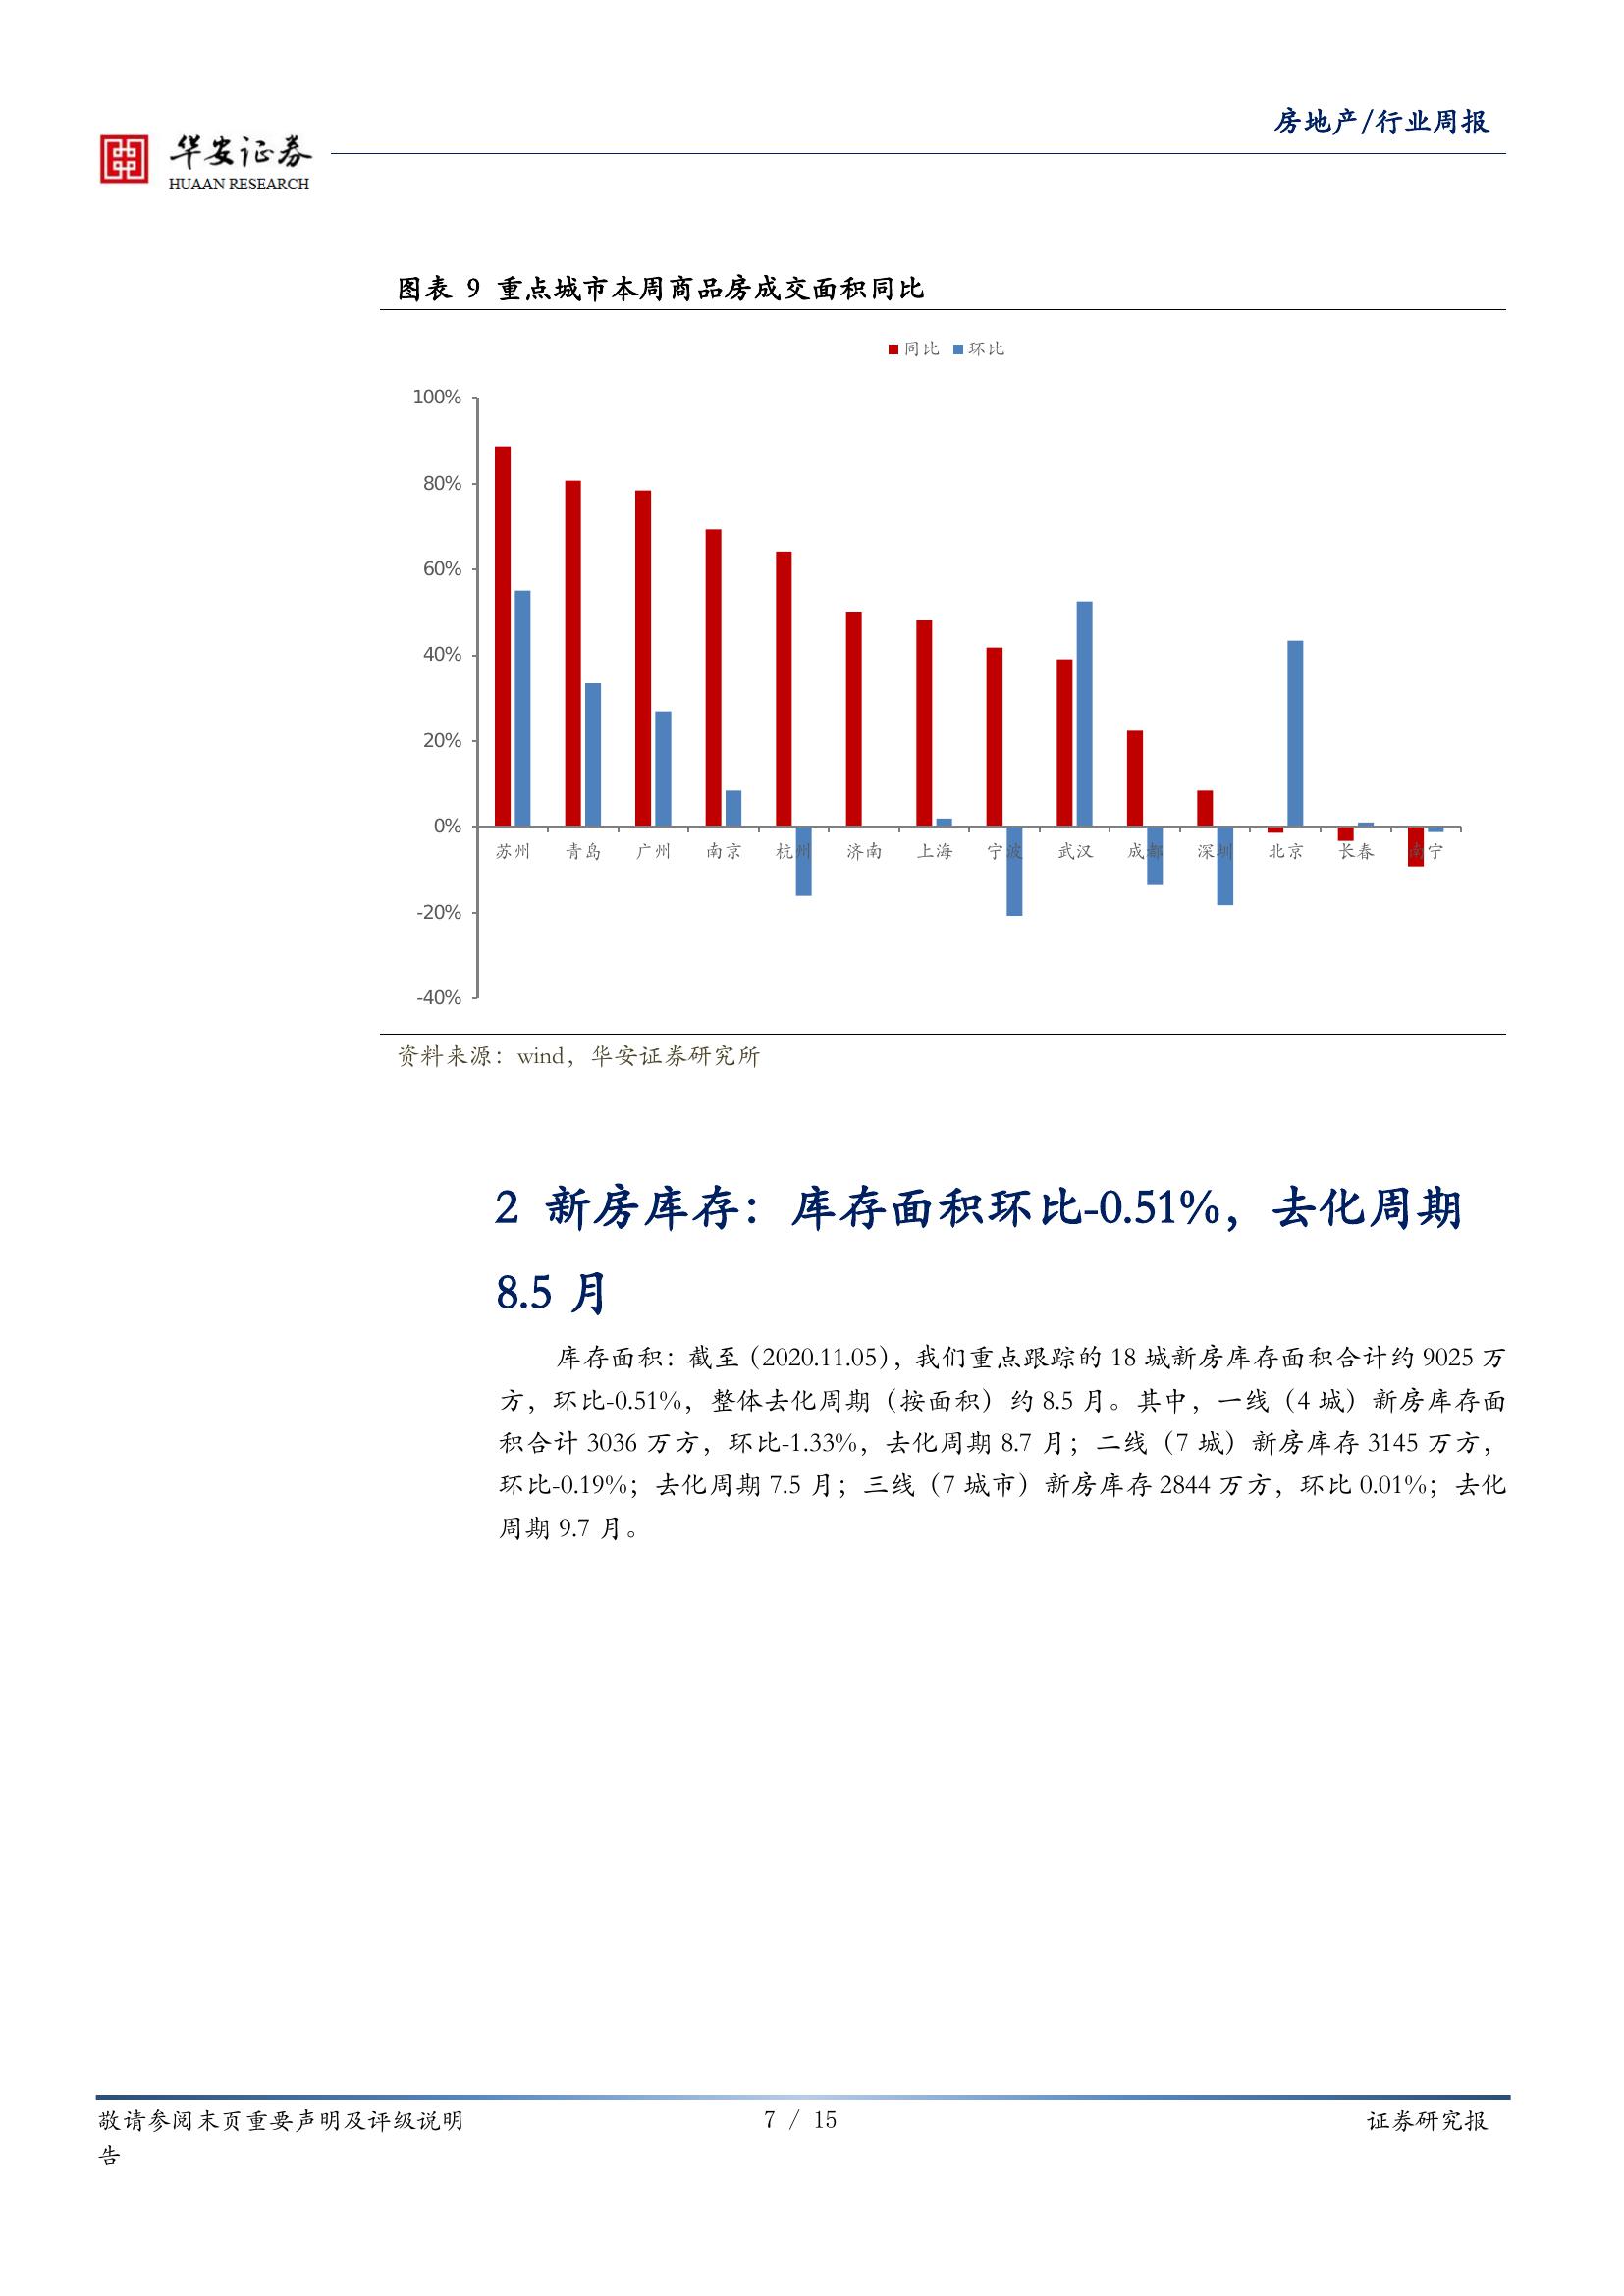 房地产/行业周报
华安证券
HUAAN RESEARCH
图表 9 重点城市本周商品房成交面积同比
同比 环比
100%
80%
60%
40%
20%
0%
-20%
-40%
苏州 青岛 广州 南京 杭州 济南 上海 宁波 武汉 成都 深圳 北京 长春 南宁
资料来源：wind，华安证券研究所
2 新房库存：库存面积环比-0.51%，去化周期
8.5 月
库存面积：截至（2020.11.05），我们重点跟踪的 18 城新房库存面积合计约 9025 万
方，环比-0.51%，整体去化周期（按面积）约 8.5 月。其中，一线（4 城）新房库存面
积合计 3036 万方，环比-1.33%，去化周期 8.7 月；二线（7 城）新房库存 3145 万方，
环比-0.19%；去化周期 7.5 月；三线（7 城市）新房库存 2844 万方，环比 0.01%；去化
周期 9.7 月。
敬请参阅末页重要声明及评级说明 7 / 15 证券研究报
告